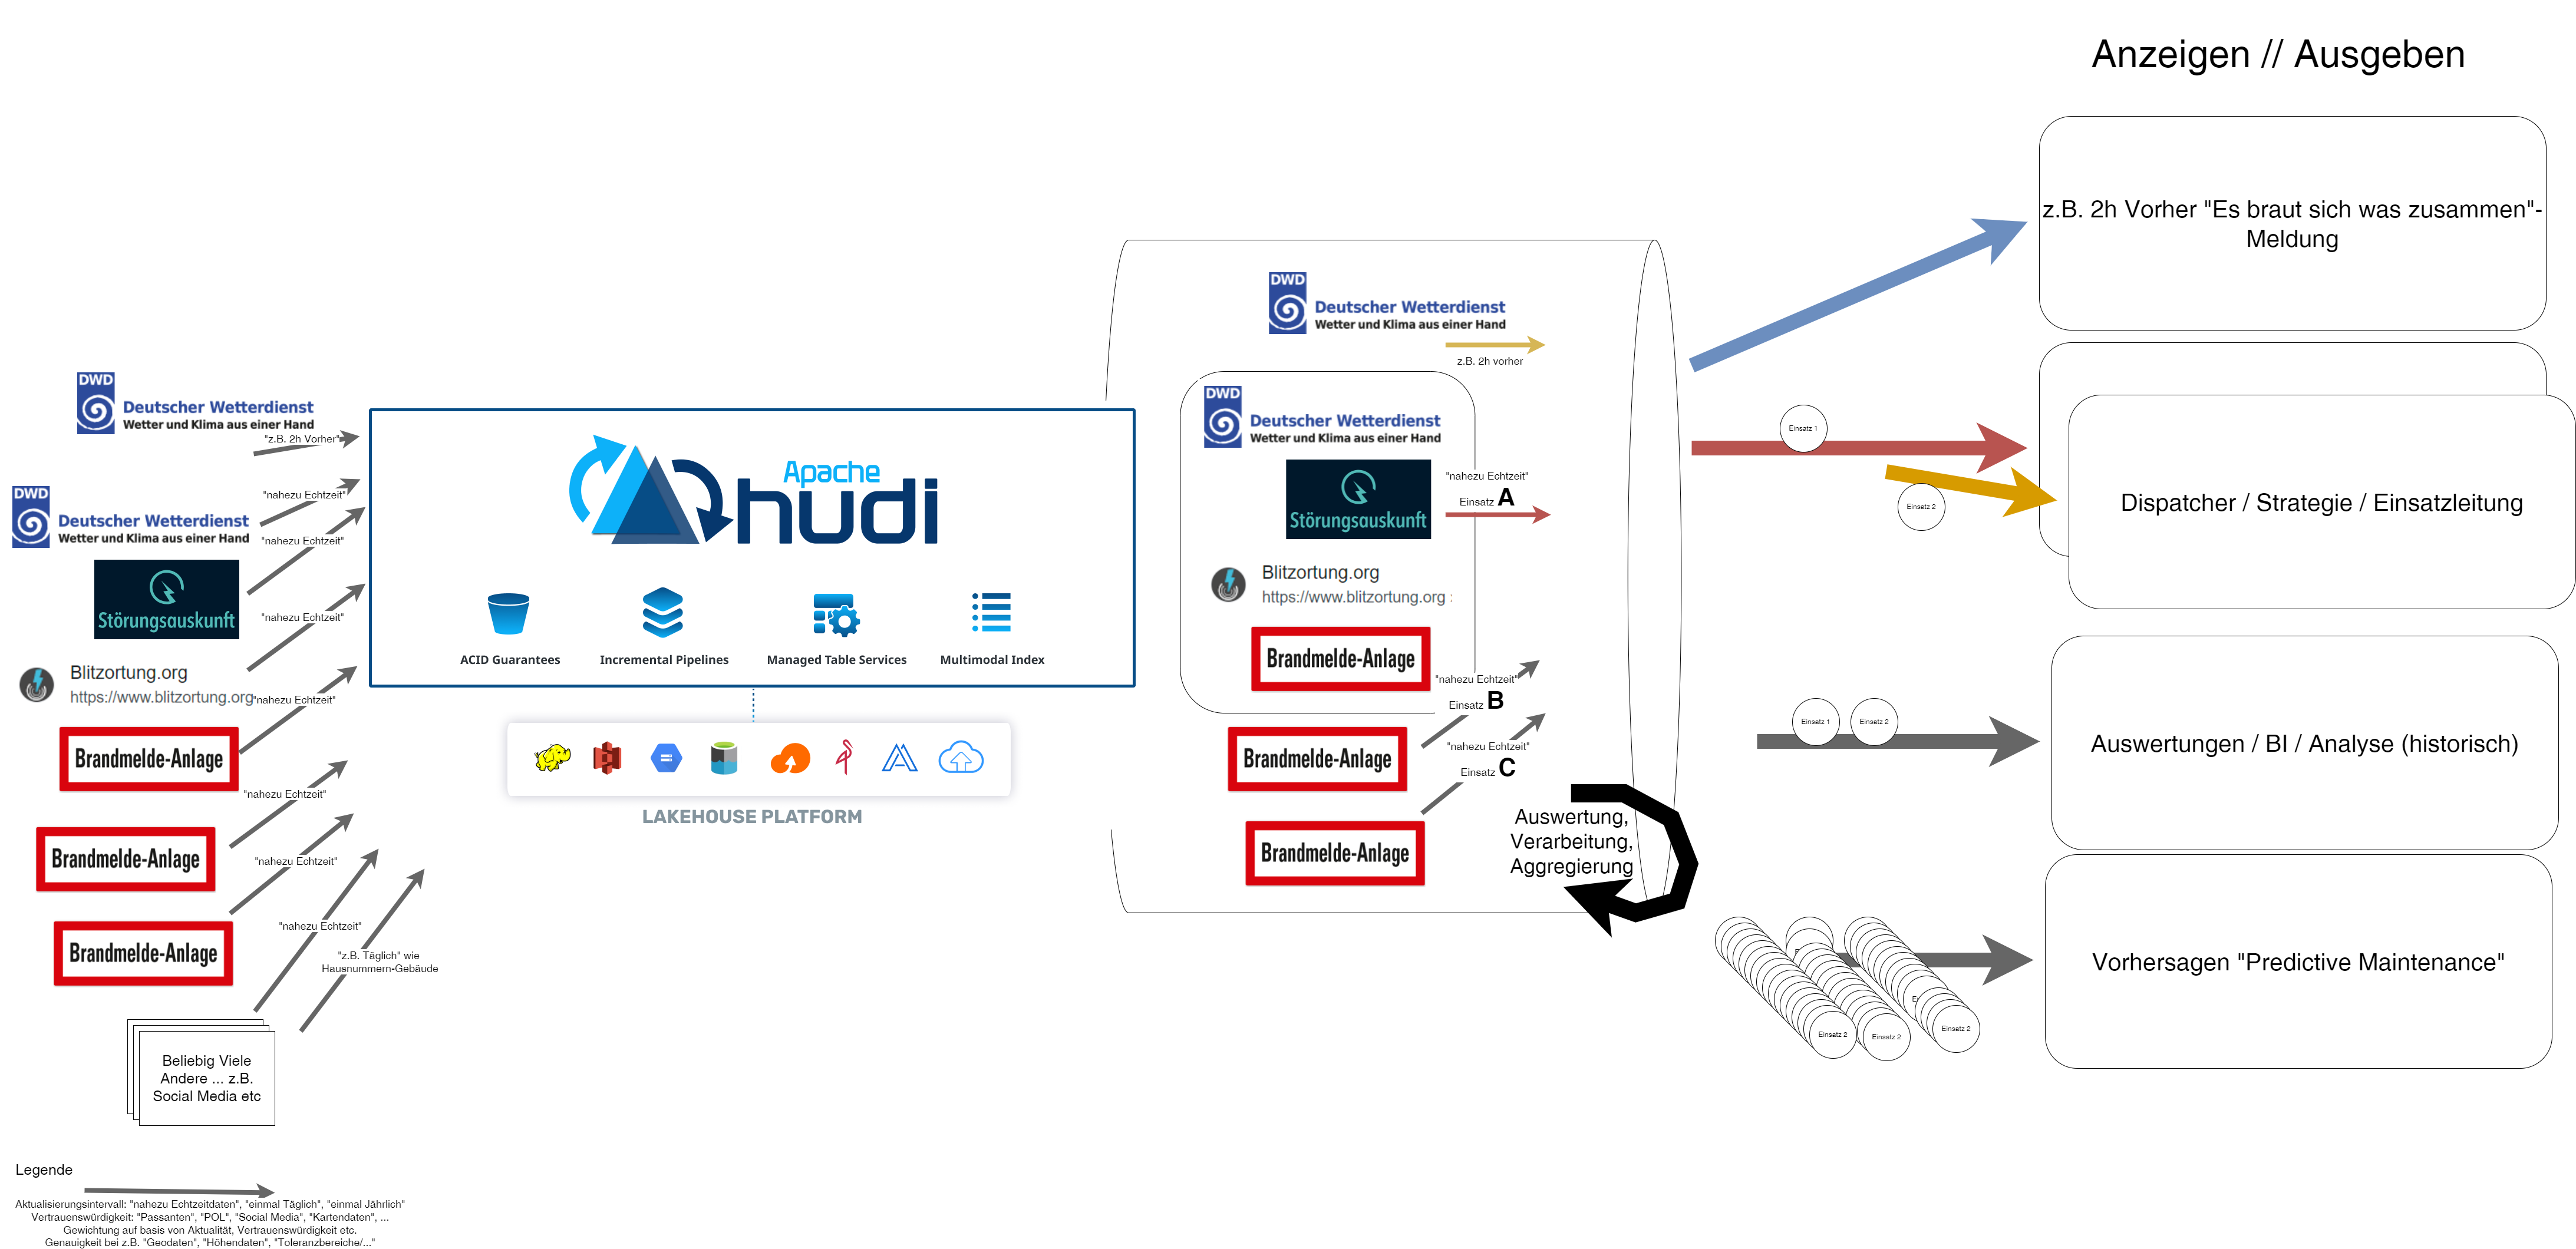 Anzeigen // Ausgeben
DWD
Deutscher Wetterdienst
Wetter und Klima aus einer Hand
"z.B. 2h Vorher"
DWD
Deutscher Wetterdienst
Wetter und Klima aus einer Hand
"nahezu Echtzeit"
"nahezu Echtzeit"
Störungsauskunft
"nahezu Echtzeit"
Blitzortung.org
https://www.blitzortung.org
"nahezu Echtzeit"
Brandmelde-Anlage
"nahezu Echtzeit"
Brandmelde-Anlage
"nahezu Echtzeit"
Brandmelde-Anlage
"nahezu Echtzeit"
"z.B. Täglich" wie
Hausnummern-Gebäude
Beliebig Viele
Andere ... z.B.
Social Media etc
Legende
Aktualisierungsintervall: "nahezu Echtzeitdaten", "einmal Täglich", "einmal Jährlich"
Vertrauenswürdigkeit: "Passanten", "POL", "Social Media", "Kartendaten", ...
Gewichtung auf basis von Aktualität, Vertrauenswürdigkeit etc.
Genauigkeit bei z.B. "Geodaten", "Höhendaten", "Toleranzbereiche/..."
Apache
hudi
ACID Guarantees
Incremental Pipelines
Managed Table Services
Multimodal Index
LAKEHOUSE PLATFORM
DWD
Deutscher Wetterdienst
Wetter und Klima aus einer Hand
z.B. 2h vorher
DWD
Deutscher Wetterdienst
Wetter und Klima aus einer Hand
Störungsauskunft
"nahezu Echtzeit"
Einsatz A
Blitzortung.org
https://www.blitzortung.org :
Brandmelde-Anlage
"nahezu Echtzeit"
Einsatz B
Brandmelde-Anlage
"nahezu Echtzeit"
Einsatz C
Brandmelde-Anlage
Auswertung,
Verarbeitung,
Aggregierung
z.B. 2h Vorher "Es braut sich was zusammen"-
Meldung
Einsatz 1
Einsatz 2
Dispatcher / Strategie / Einsatzleitung
Einsatz 1
Einsatz 2
Auswertungen / BI / Analyse (historisch)
Einsatz 2
Einsatz 2
Einsatz 2
Vorhersagen "Predictive Maintenance"